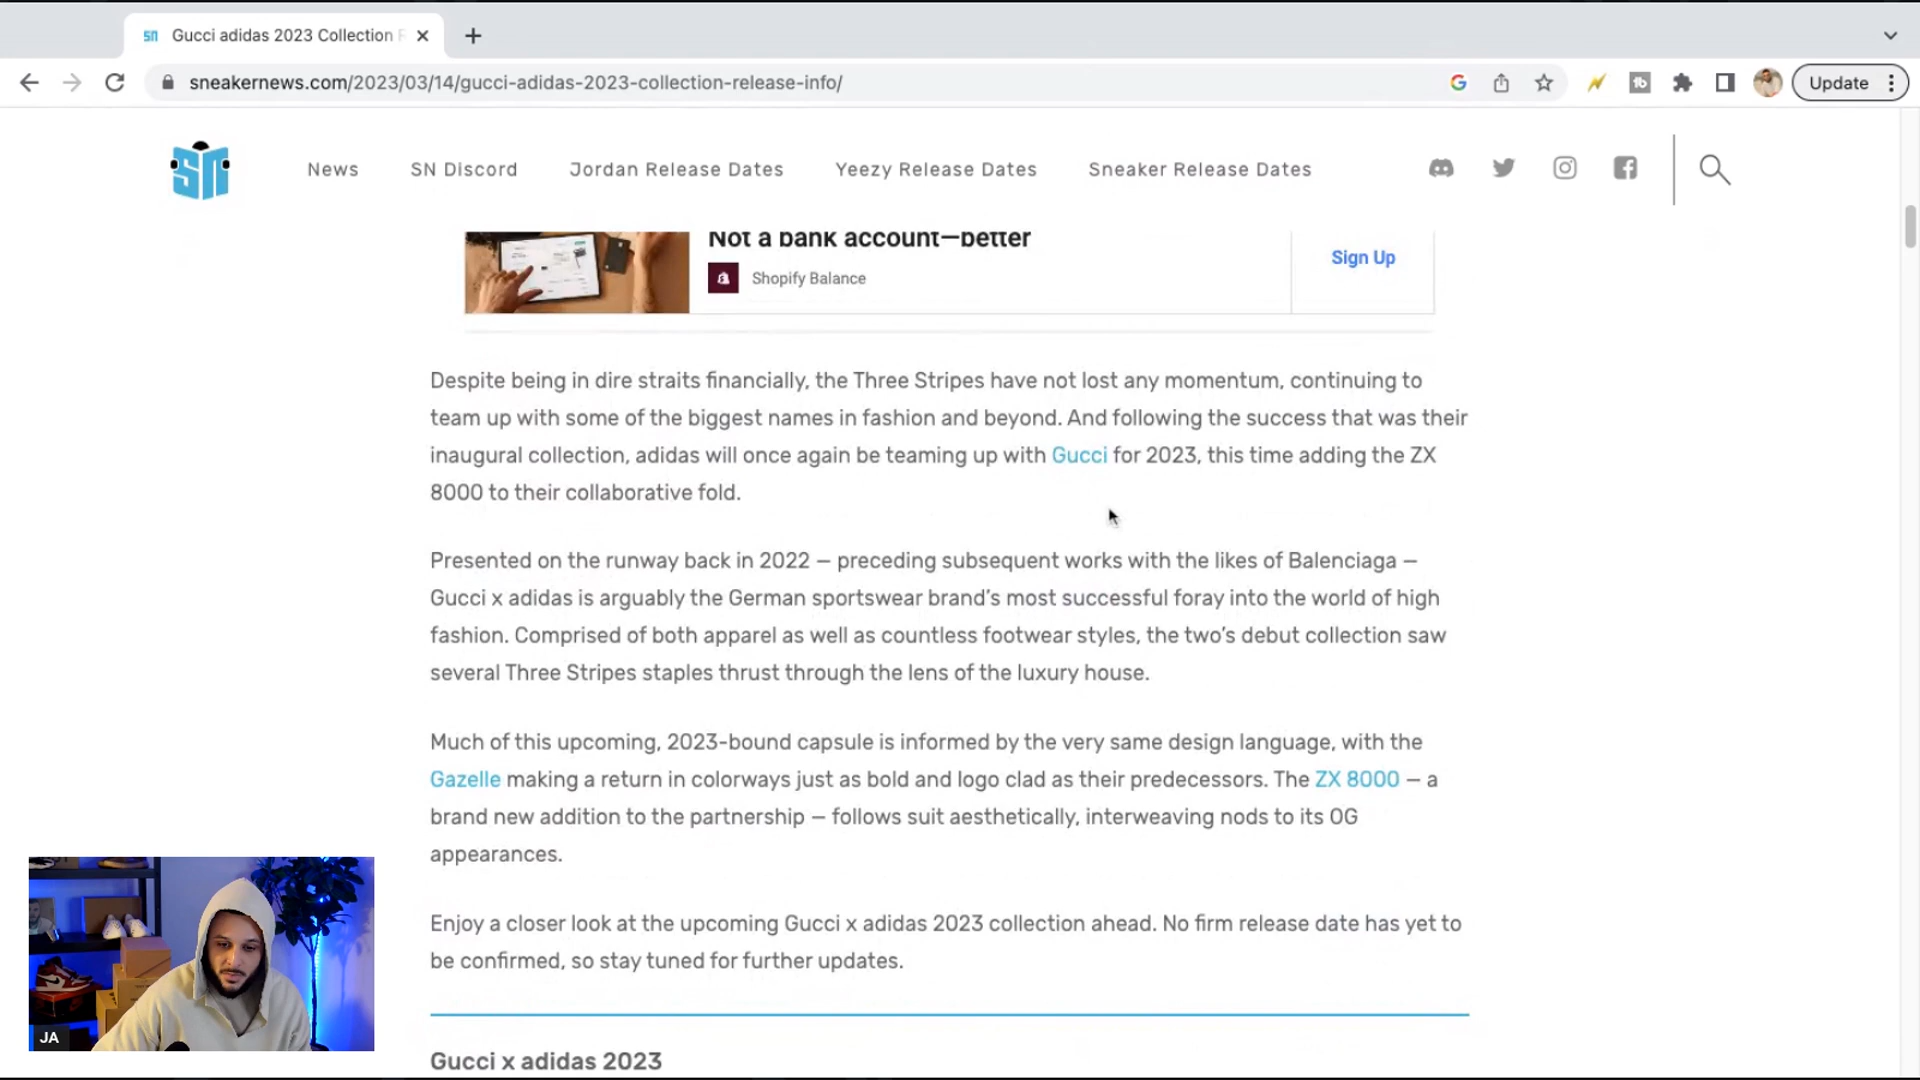 Gucci adidas 2023 Collection
sneakernews.com/2023/03/14/gucci-adidas-2023-collection-release-info/
Update
SN
News
SN Discord
Jordan Release Dates
Yeezy Release Dates
Sneaker Release Dates
Not a bank account—better
Shopify Balance
Sign Up
Despite being in dire straits financially, the Three Stripes have not lost any momentum, continuing to
team up with some of the biggest names in fashion and beyond. And following the success that was their
inaugural collection, adidas will once again be teaming up with Gucci for 2023, this time adding the ZX
8000 to their collaborative fold.
Presented on the runway back in 2022 — preceding subsequent works with the likes of Balenciaga —
Gucci x adidas is arguably the German sportswear brand's most successful foray into the world of high
fashion. Comprised of both apparel as well as countless footwear styles, the two's debut collection saw
several Three Stripes staples thrust through the lens of the luxury house.
Much of this upcoming, 2023-bound capsule is informed by the very same design language, with the
Gazelle making a return in colorways just as bold and logo clad as their predecessors. The ZX 8000 — a
brand new addition to the partnership — follows suit aesthetically, interweaving nods to its OG
appearances.
Enjoy a closer look at the upcoming Gucci x adidas 2023 collection ahead. No firm release date has yet to
be confirmed, so stay tuned for further updates.
JA
Gucci x adidas 2023